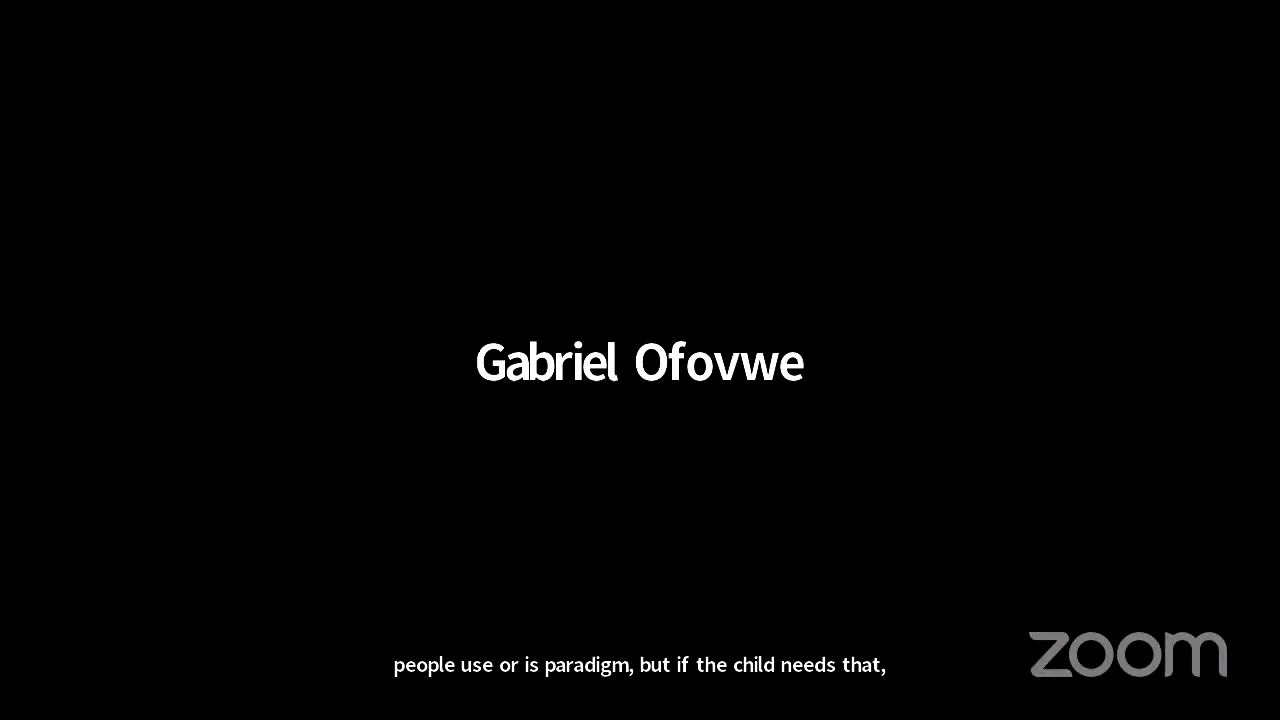 Gabriel Ofovwe
people use or is paradigm, but if the child needs that,
zoom